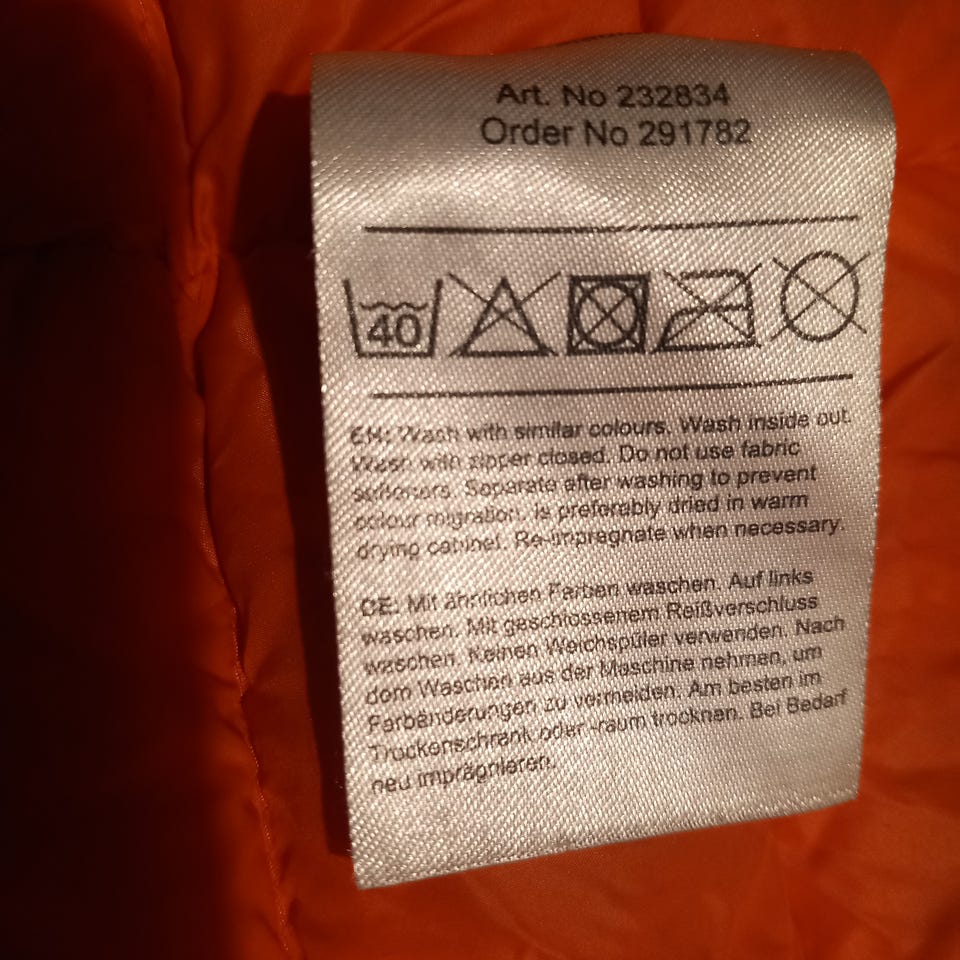 Art. No 232834
Order No 291782
40
EN: Wash with similar colours. Wash inside out.
Wash with zipper closed. Do not use fabric
softeners. Separate after washing to prevent
colour migration. Is preferably dried in warm
drying cabinet. Re-impregnate when necessary.
DE: Mit ähnlichen Farben waschen. Auf links
waschen. Mit geschlossenem Reißverschluss
waschen. Keinen Weichspüler verwenden. Nach
dem Waschen aus der Maschine nehmen, um
Farbänderungen zu vermeiden. Am besten im
Trockenschrank oder -raum trocknen. Bei Bedarf
neu imprägnieren.